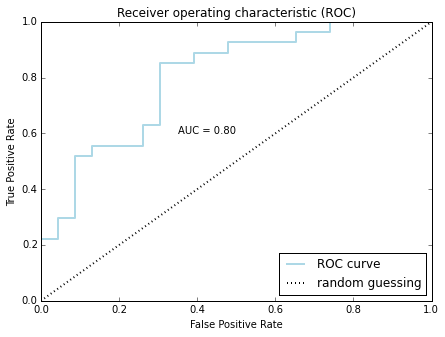 Receiver operating characteristic (ROC)
1.0
0.8
0.6
0.4
0.2
0.0
True Positive Rate
AUC = 0.80
ROC curve
random guessing
0.0 0.2 0.4 0.6 0.8 1.0
False Positive Rate